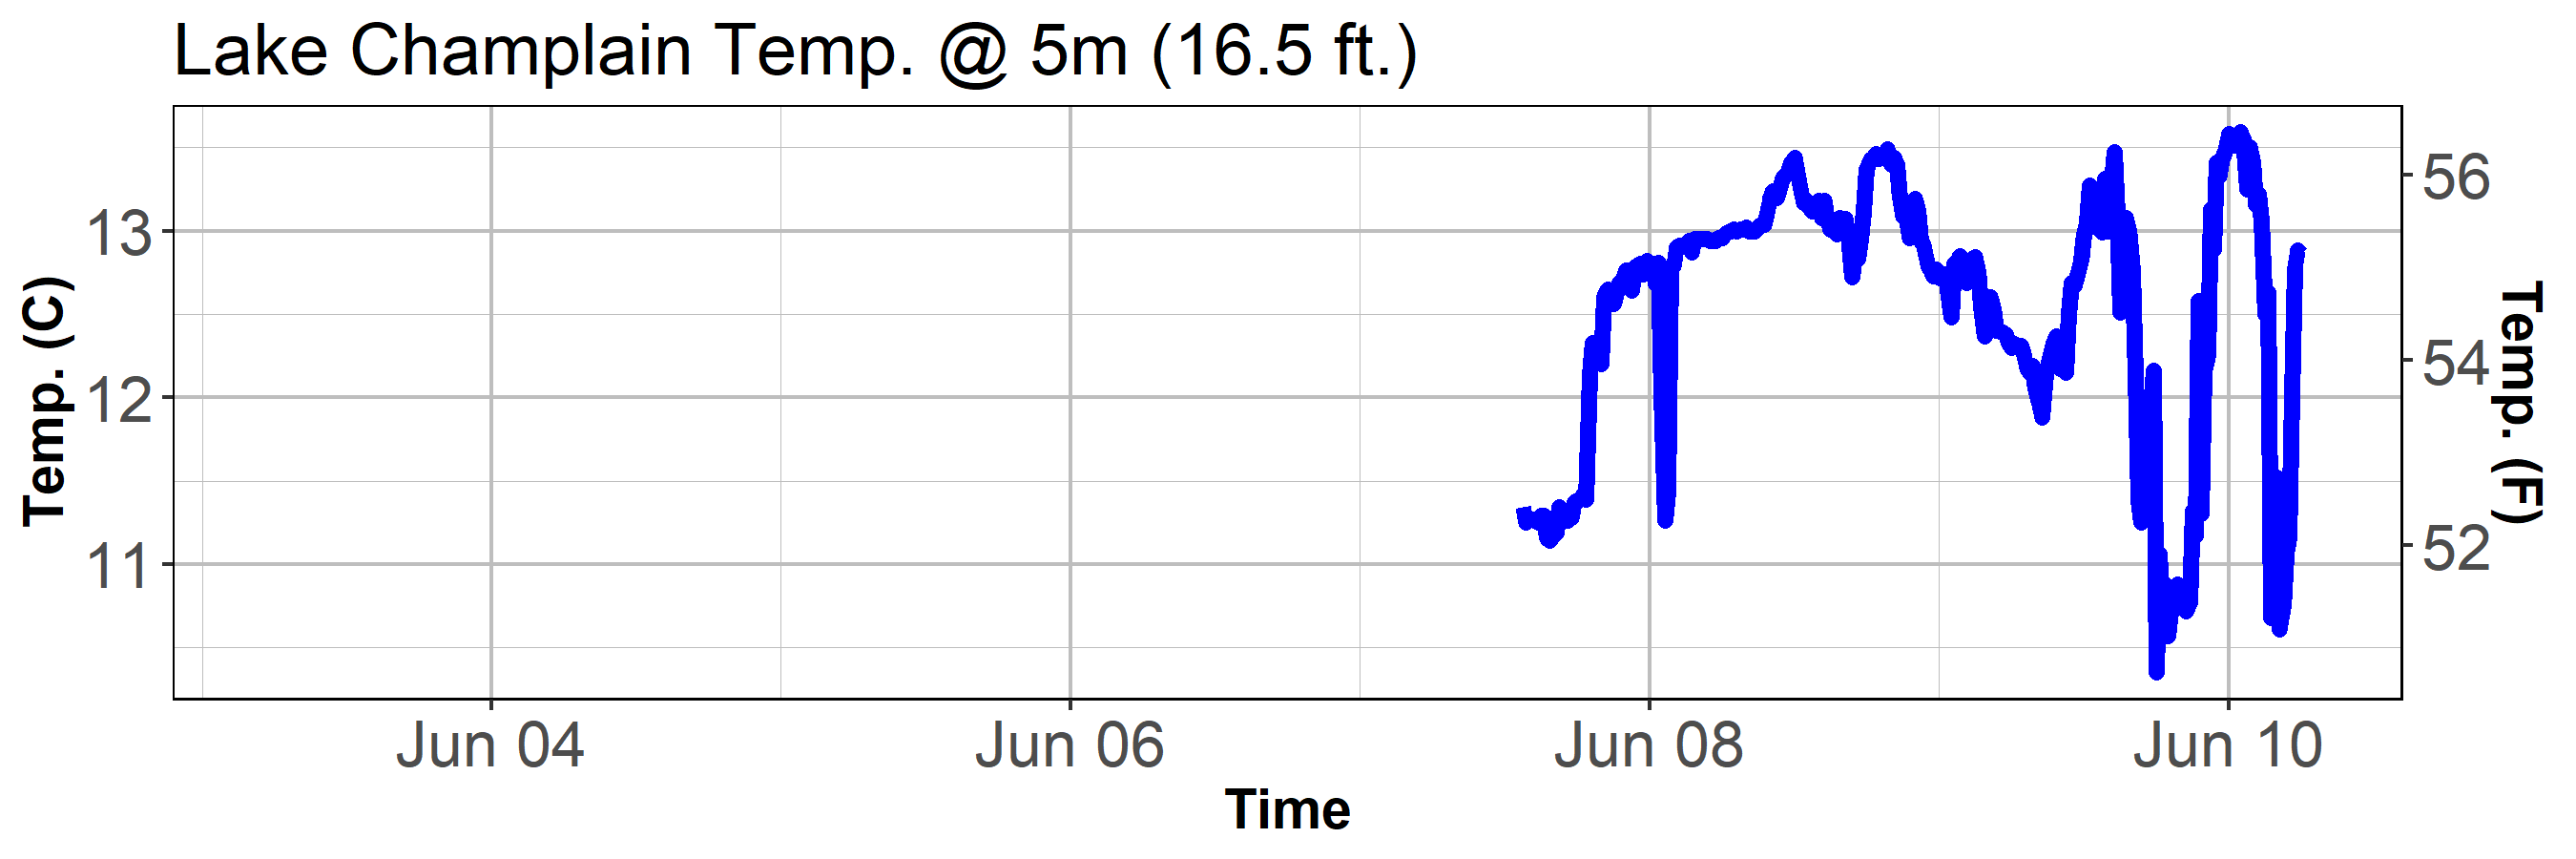 Lake Champlain Temp. @ 5m (16.5 ft.)
Temp. (C)
13
12
11
56
54
52
Temp. (F)
Jun 04 Jun 06 Jun 08 Jun 10
Time